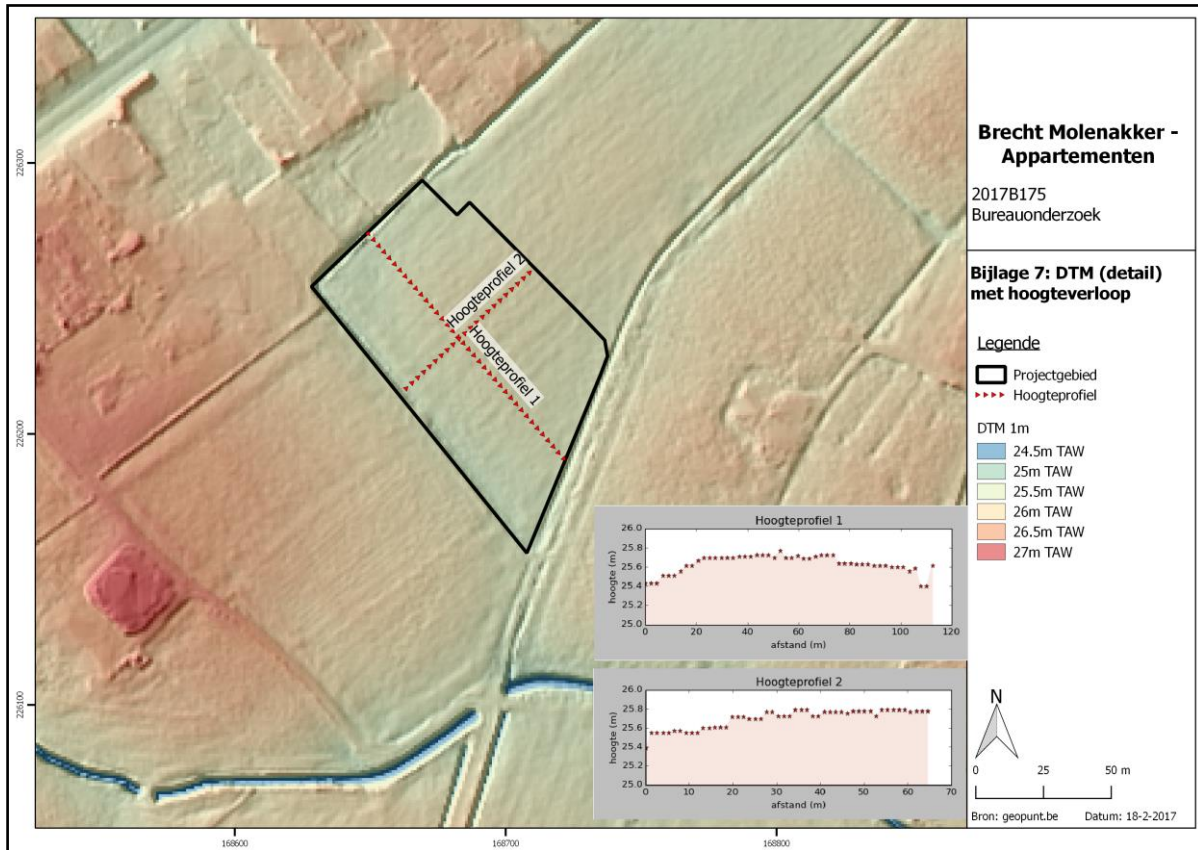 Brecht Molenakker -
Appartementen
2017B175
Bureauonderzoek
Bijlage 7: DTM (detail)
met hoogteverloop
Legende
Projectgebied
Hoogteprofiel
DTM 1m
24.5m TAW
25m TAW
25.5m TAW
26m TAW
26.5m TAW
27m TAW
N
0 25 50 m
Bron: geopunt.be Datum: 18-2-2017
226300
226200
226100
168600 168700 168800
Hoogteprofiel 2
Hoogteprofiel 1
Hoogteprofiel 1
hoogte (m)
26.0
25.8
25.6
25.4
25.2
25.0
0 20 40 60 80 100 120
afstand (m)
Hoogteprofiel 2
hoogte (m)
26.0
25.8
25.6
25.4
25.2
25.0
0 10 20 30 40 50 60 70
afstand (m)